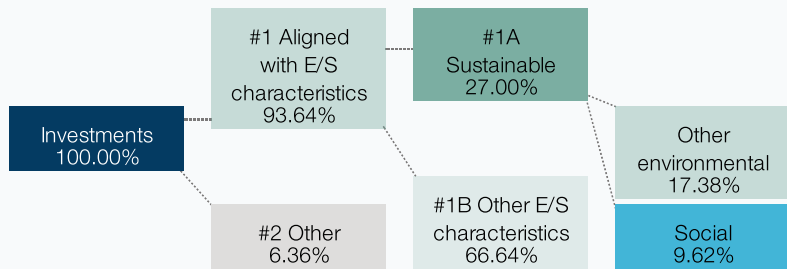 Investments
100.00%
#1 Aligned
with E/S
characteristics
93.64%
#2 Other
6.36%
#1A
Sustainable
27.00%
#1B Other E/S
characteristics
66.64%
Other
environmental
17.38%
Social
9.62%